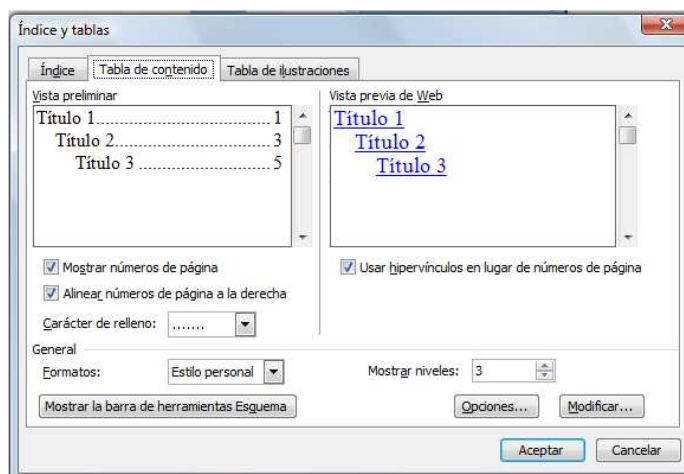 Índice y tablas
Índice Tabla de contenido Tabla de ilustraciones
Vista preliminar
Título 1..............................1
Título 2...........................3
Título 3 .......................5
Vista previa de Web
Título 1
Título 2
Título 3
Mostrar números de página
Alinear números de página a la derecha
Carácter de relleno: .......
Usar hipervínculos en lugar de números de página
General
Formatos: Estilo personal Mostrar niveles: 3
Mostrar la barra de herramientas Esquema Opciones... Modificar...
Aceptar Cancelar